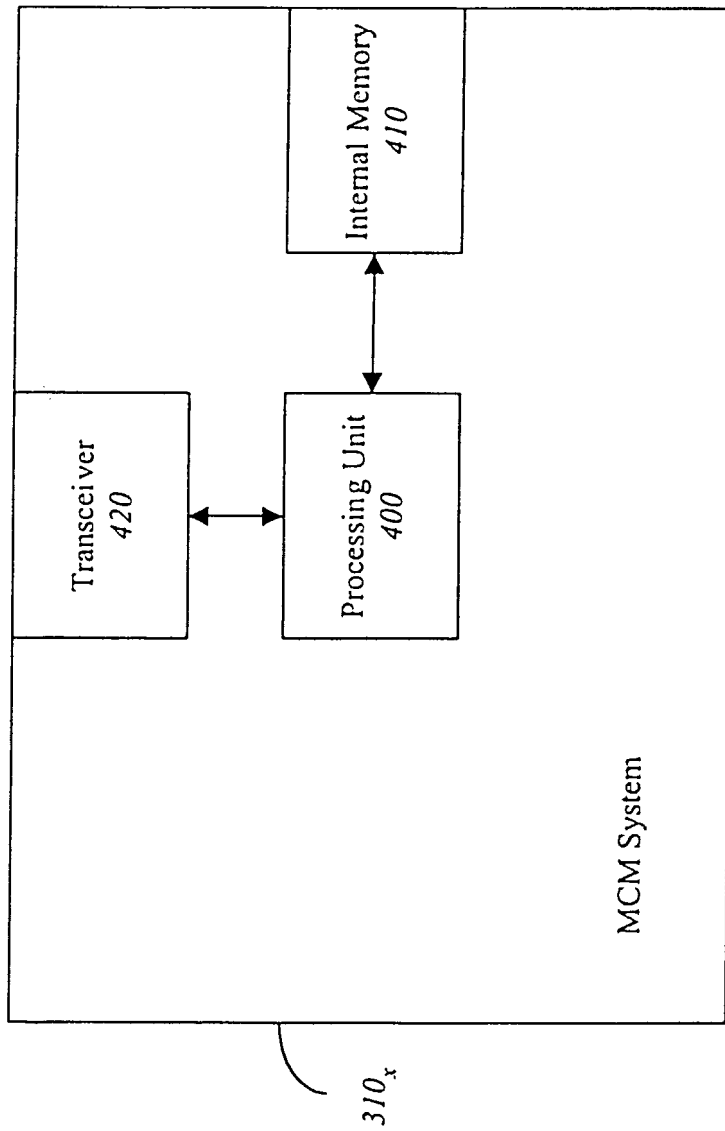 Transceiver
420
Processing Unit
400
Internal Memory
410
MCM System
310x